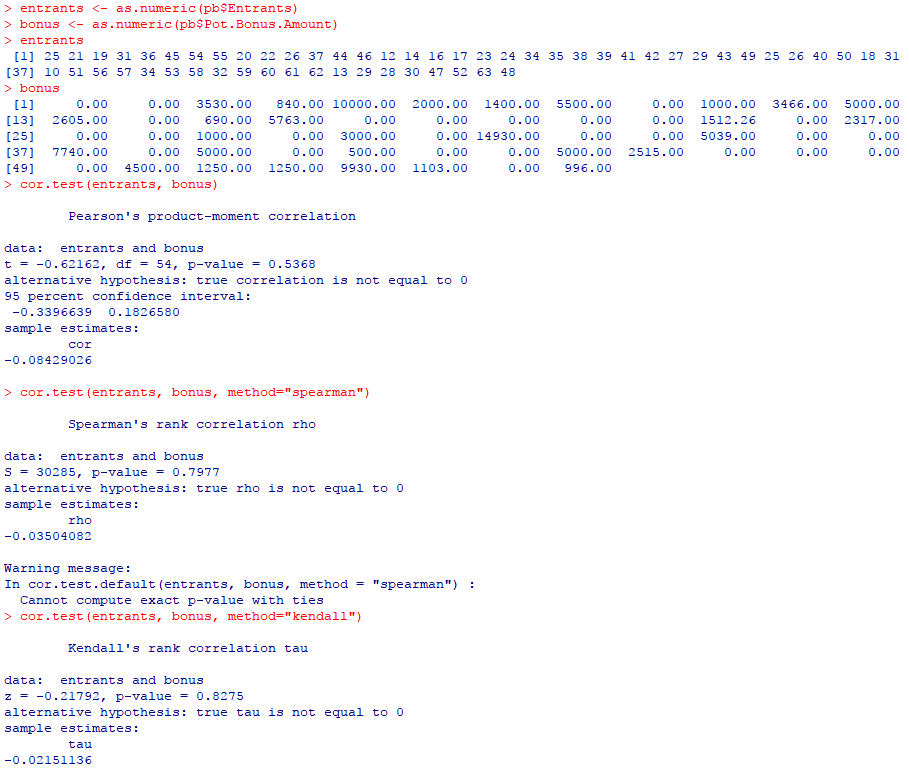 > entrants <- as.numeric(pb$Entrants)
> bonus <- as.numeric(pb$Pot.Bonus.Amount)
> entrants
 [1] 25 21 19 31 36 45 54 55 20 22 26 37 44 46 12 14 16 17 23 24 34 35 38 39 41 42 27 29 43 49 25 26 40 50 18 31
[37] 10 51 56 57 34 53 58 32 59 60 61 62 13 29 28 30 47 52 63 48
> bonus
 [1]     0.00     0.00  3530.00   840.00 10000.00  2000.00  1400.00  5500.00     0.00  1000.00  3466.00  5000.00
[13]  2605.00     0.00   690.00  5763.00     0.00     0.00     0.00     0.00     0.00  1512.26     0.00  2317.00
[25]     0.00     0.00  1000.00     0.00  3000.00     0.00 14930.00     0.00     0.00  5039.00     0.00     0.00
[37]  7740.00     0.00  5000.00     0.00   500.00     0.00     0.00  5000.00  2515.00     0.00     0.00     0.00
[49]     0.00  4500.00  1250.00  1250.00  9930.00  1103.00     0.00   996.00
> cor.test(entrants, bonus)
        Pearson's product-moment correlation
data:  entrants and bonus
t = -0.62162, df = 54, p-value = 0.5368
alternative hypothesis: true correlation is not equal to 0
95 percent confidence interval:
 -0.3396639  0.1826580
sample estimates:
        cor
-0.08429026
> cor.test(entrants, bonus, method="spearman")
        Spearman's rank correlation rho
data:  entrants and bonus
S = 30285, p-value = 0.7977
alternative hypothesis: true rho is not equal to 0
sample estimates:
        rho
-0.03504082
Warning message:
In cor.test.default(entrants, bonus, method = "spearman") :
  Cannot compute exact p-value with ties
> cor.test(entrants, bonus, method="kendall")
        Kendall's rank correlation tau
data:  entrants and bonus
z = -0.21792, p-value = 0.8275
alternative hypothesis: true tau is not equal to 0
sample estimates:
        tau
-0.02151136